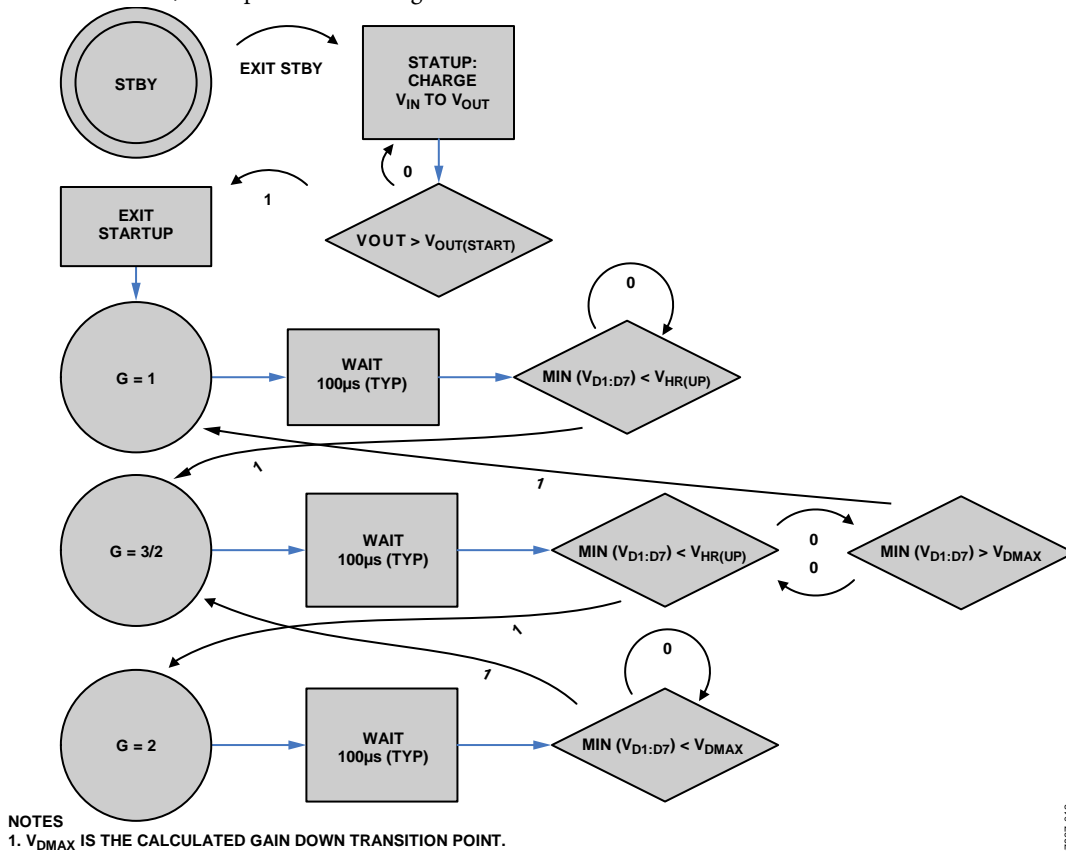 STBY
EXIT STBY
STATUP:
CHARGE
VIN TO VOUT
0
1
EXIT
STARTUP
VOUT > VOUT(START)
0
G = 1
WAIT
100µs (TYP)
MIN (VD1:D7) < VHR(UP)
1
1
G = 3/2
WAIT
100µs (TYP)
MIN (VD1:D7) < VHR(UP)
0
0
MIN (VD1:D7) > VDMAX
1
1
0
G = 2
WAIT
100µs (TYP)
MIN (VD1:D7) < VDMAX
NOTES
1. VDMAX IS THE CALCULATED GAIN DOWN TRANSITION POINT.